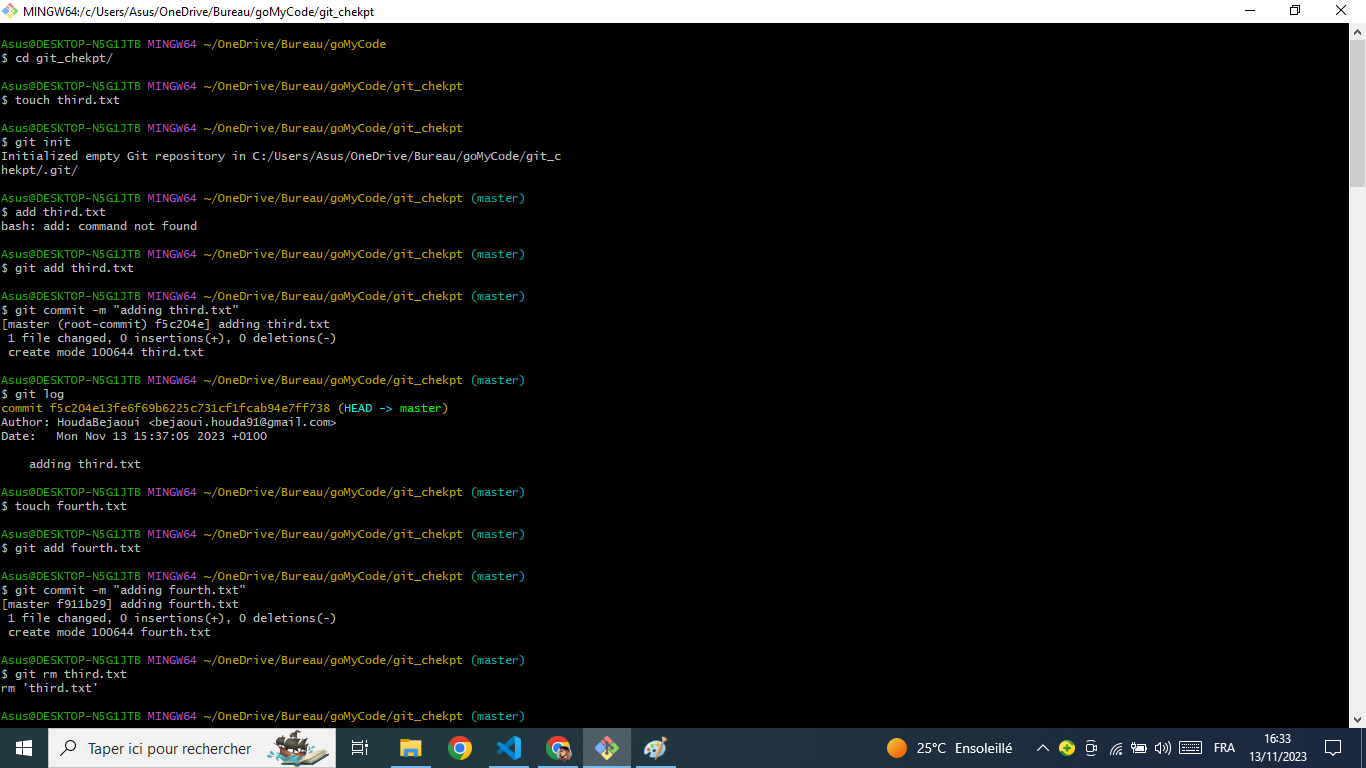 MINGW64:/c/Users/Asus/OneDrive/Bureau/goMyCode/git_chekpt
Asus@DESKTOP-N5G1JTB MINGW64 ~/OneDrive/Bureau/goMyCode
$ cd git_chekpt/
Asus@DESKTOP-N5G1JTB MINGW64 ~/OneDrive/Bureau/goMyCode/git_chekpt
$ touch third.txt
Asus@DESKTOP-N5G1JTB MINGW64 ~/OneDrive/Bureau/goMyCode/git_chekpt
$ git init
Initialized empty Git repository in C:/Users/Asus/OneDrive/Bureau/goMyCode/git_c
hekpt/.git/
Asus@DESKTOP-N5G1JTB MINGW64 ~/OneDrive/Bureau/goMyCode/git_chekpt (master)
$ add third.txt
bash: add: command not found
Asus@DESKTOP-N5G1JTB MINGW64 ~/OneDrive/Bureau/goMyCode/git_chekpt (master)
$ git add third.txt
Asus@DESKTOP-N5G1JTB MINGW64 ~/OneDrive/Bureau/goMyCode/git_chekpt (master)
$ git commit -m "adding third.txt"
[master (root-commit) f5c204e] adding third.txt
 1 file changed, 0 insertions(+), 0 deletions(-)
 create mode 100644 third.txt
Asus@DESKTOP-N5G1JTB MINGW64 ~/OneDrive/Bureau/goMyCode/git_chekpt (master)
$ git log
commit f5c204e13fe6f69b6225c731cf1fcab94e7ff738 (HEAD -> master)
Author: HoudaBejaoui <bejaoui.houda91@gmail.com>
Date:   Mon Nov 13 15:37:05 2023 +0100
    adding third.txt
Asus@DESKTOP-N5G1JTB MINGW64 ~/OneDrive/Bureau/goMyCode/git_chekpt (master)
$ touch fourth.txt
Asus@DESKTOP-N5G1JTB MINGW64 ~/OneDrive/Bureau/goMyCode/git_chekpt (master)
$ git add fourth.txt
Asus@DESKTOP-N5G1JTB MINGW64 ~/OneDrive/Bureau/goMyCode/git_chekpt (master)
$ git commit -m "adding fourth.txt"
[master f911b29] adding fourth.txt
 1 file changed, 0 insertions(+), 0 deletions(-)
 create mode 100644 fourth.txt
Asus@DESKTOP-N5G1JTB MINGW64 ~/OneDrive/Bureau/goMyCode/git_chekpt (master)
$ git rm third.txt
rm 'third.txt'
Asus@DESKTOP-N5G1JTB MINGW64 ~/OneDrive/Bureau/goMyCode/git_chekpt (master)
Taper ici pour rechercher
25°C Ensoleillé
FRA
16:33
13/11/2023